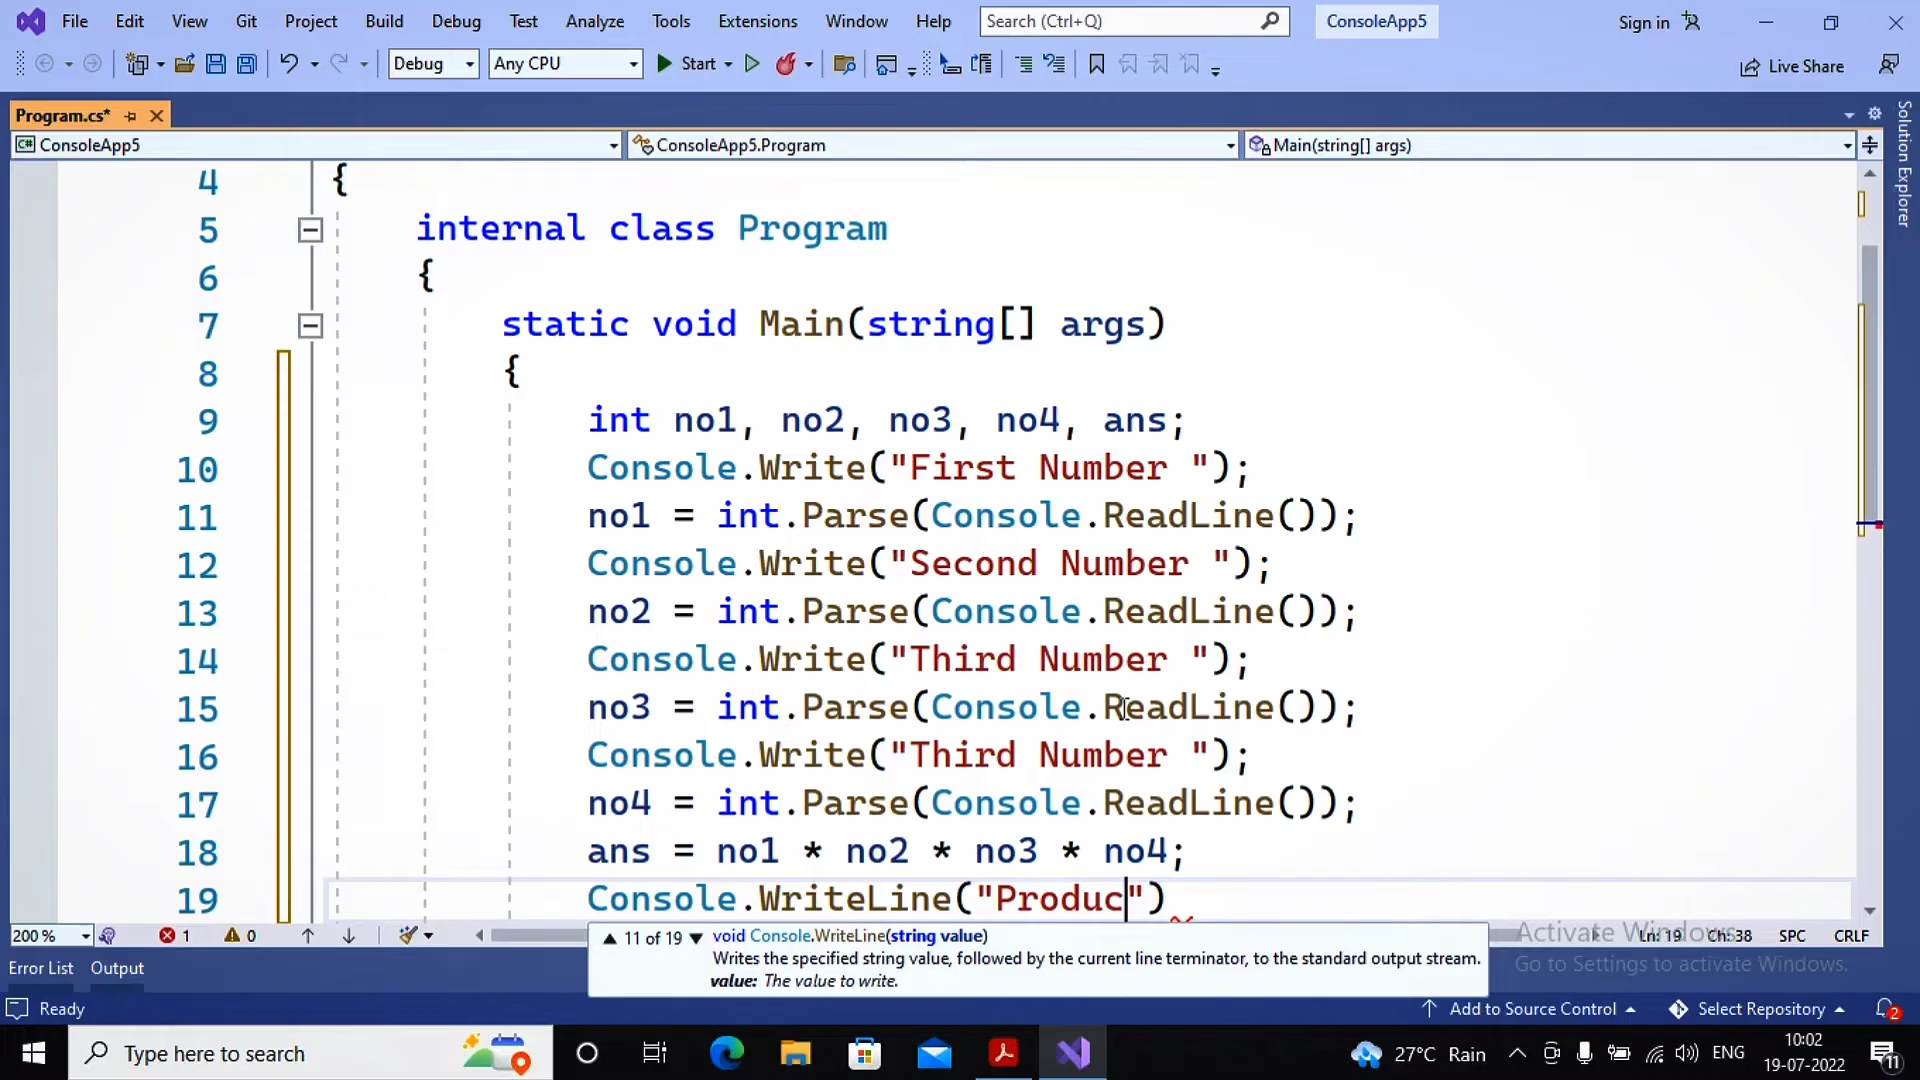 File Edit View Git Project Build Debug Test Analyze Tools Extensions Window Help Search (Ctrl+Q) ConsoleApp5 Sign in
Debug Any CPU Start Live Share
Program.cs*
Solution Explorer
C# ConsoleApp5 ConsoleApp5.Program Main(string[] args)
4 {
5 internal class Program
6 {
7 static void Main(string[] args)
8 {
9 int no1, no2, no3, no4, ans;
10 Console.Write("First Number ");
11 no1 = int.Parse(Console.ReadLine());
12 Console.Write("Second Number ");
13 no2 = int.Parse(Console.ReadLine());
14 Console.Write("Third Number ");
15 no3 = int.Parse(Console.ReadLine());
16 Console.Write("Third Number ");
17 no4 = int.Parse(Console.ReadLine());
18 ans = no1 * no2 * no3 * no4;
19 Console.WriteLine("Produc")
200 % 1 0 Ln: 19 Ch: 38 SPC CRLF
11 of 19 void Console.WriteLine(string value)
Writes the specified string value, followed by the current line terminator, to the standard output stream.
value: The value to write.
Activate Windows
Go to Settings to activate Windows.
Error List Output
Ready Add to Source Control Select Repository 2
Type here to search 27°C Rain ENG 10:02
19-07-2022 11